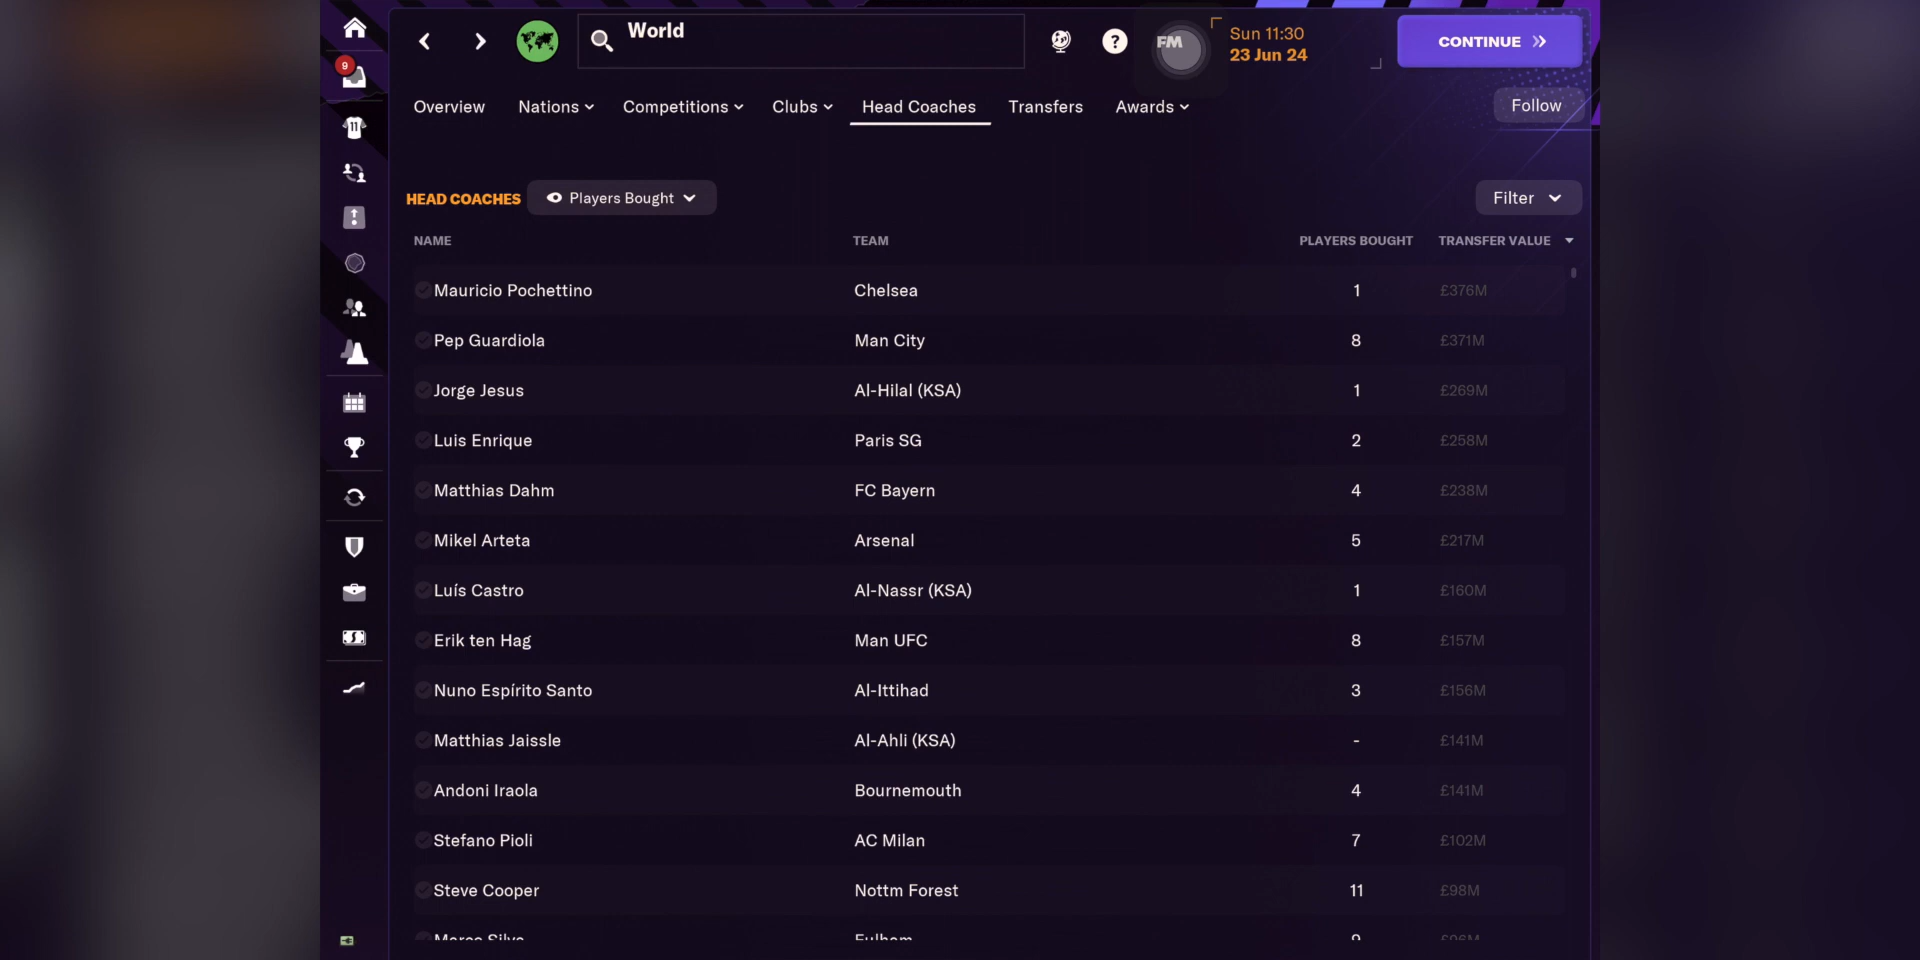 World
FM
Sun 11:30
23 Jun 24
CONTINUE
9
11
Overview Nations Competitions Clubs Head Coaches Transfers Awards Follow
HEAD COACHES Players Bought Filter
NAME TEAM PLAYERS BOUGHT TRANSFER VALUE
Mauricio Pochettino Chelsea 1 £376M
Pep Guardiola Man City 8 £371M
Jorge Jesus Al-Hilal (KSA) 1 £269M
Luis Enrique Paris SG 2 £258M
Matthias Dahm FC Bayern 4 £238M
Mikel Arteta Arsenal 5 £217M
Luís Castro Al-Nassr (KSA) 1 £160M
Erik ten Hag Man UFC 8 £157M
Nuno Espírito Santo Al-Ittihad 3 £156M
Matthias Jaissle Al-Ahli (KSA) - £141M
Andoni Iraola Bournemouth 4 £141M
Stefano Pioli AC Milan 7 £102M
Steve Cooper Nottm Forest 11 £98M
Marco Silva Fulham